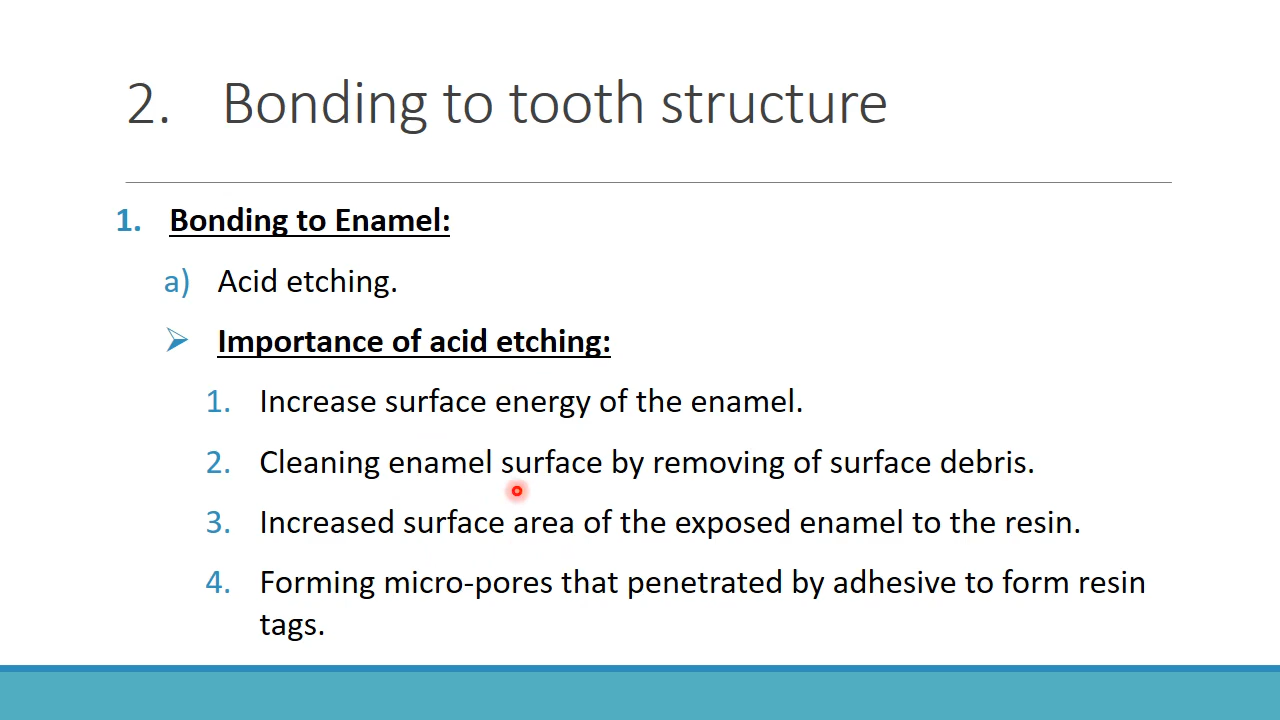 2. Bonding to tooth structure
1. Bonding to Enamel:
a) Acid etching.
Importance of acid etching:
1. Increase surface energy of the enamel.
2. Cleaning enamel surface by removing of surface debris.
3. Increased surface area of the exposed enamel to the resin.
4. Forming micro-pores that penetrated by adhesive to form resin
tags.